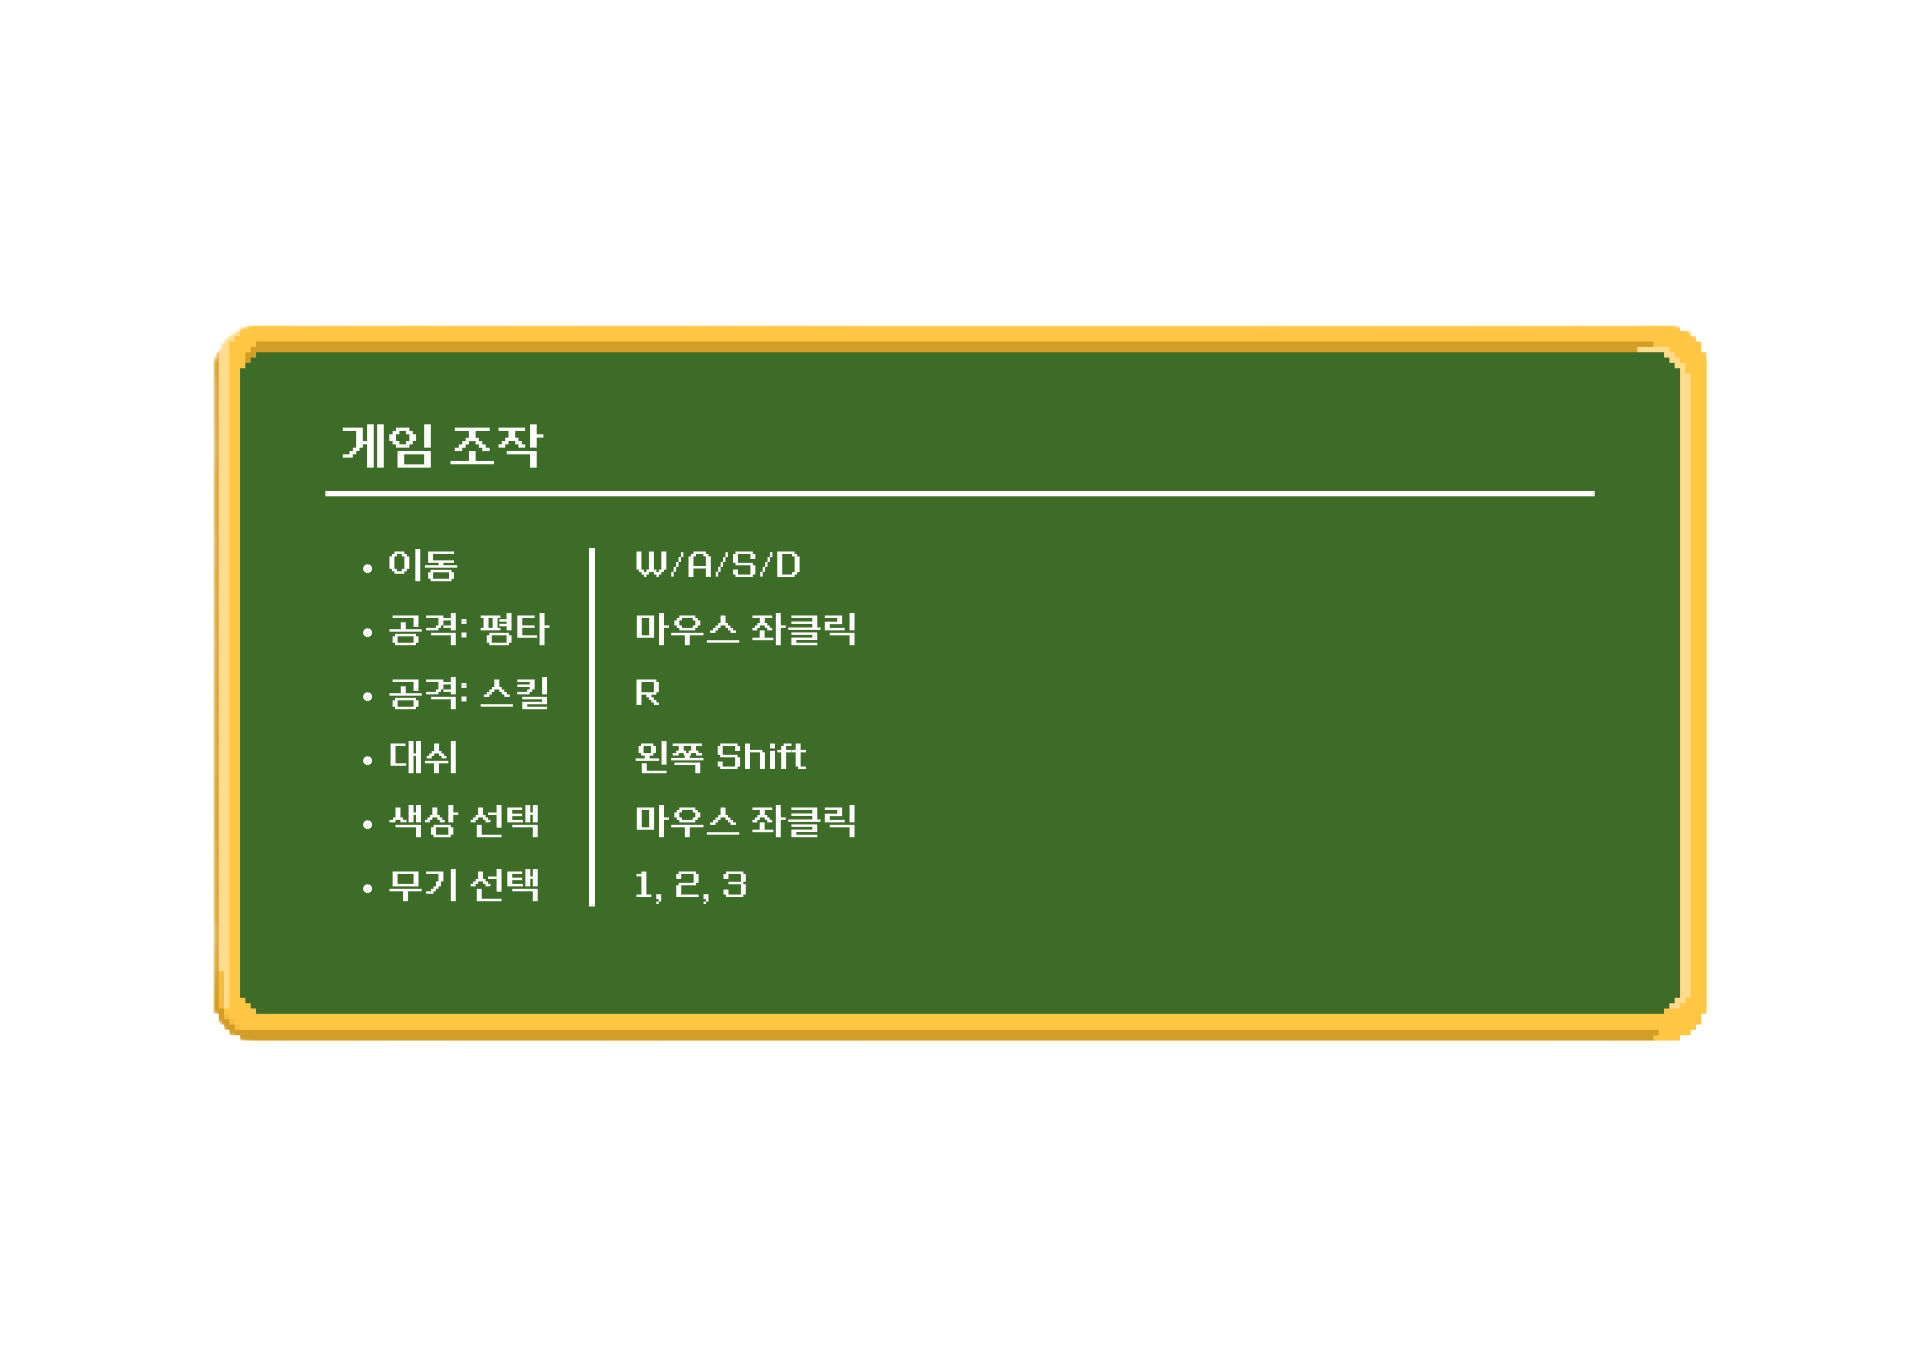 게임 조작
• 이동 W/A/S/D
• 공격: 평타 마우스 좌클릭
• 공격: 스킬 R
• 대쉬 왼쪽 Shift
• 색상 선택 마우스 좌클릭
• 무기 선택 1, 2, 3